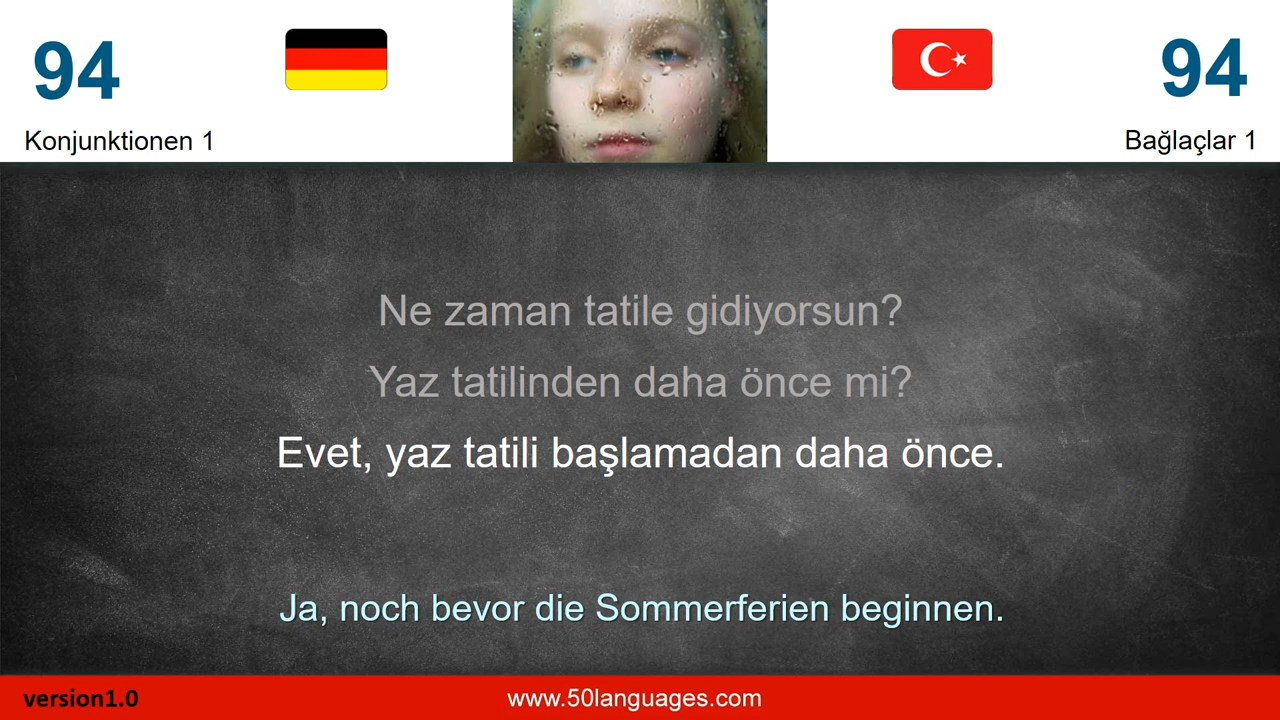 94
94
Konjunktionen 1
Bağlaçlar 1
Ne zaman tatile gidiyorsun?
Yaz tatilinden daha önce mi?
Evet, yaz tatili başlamadan daha önce.
Ja, noch bevor die Sommerferien beginnen.
version1.0
www.50languages.com